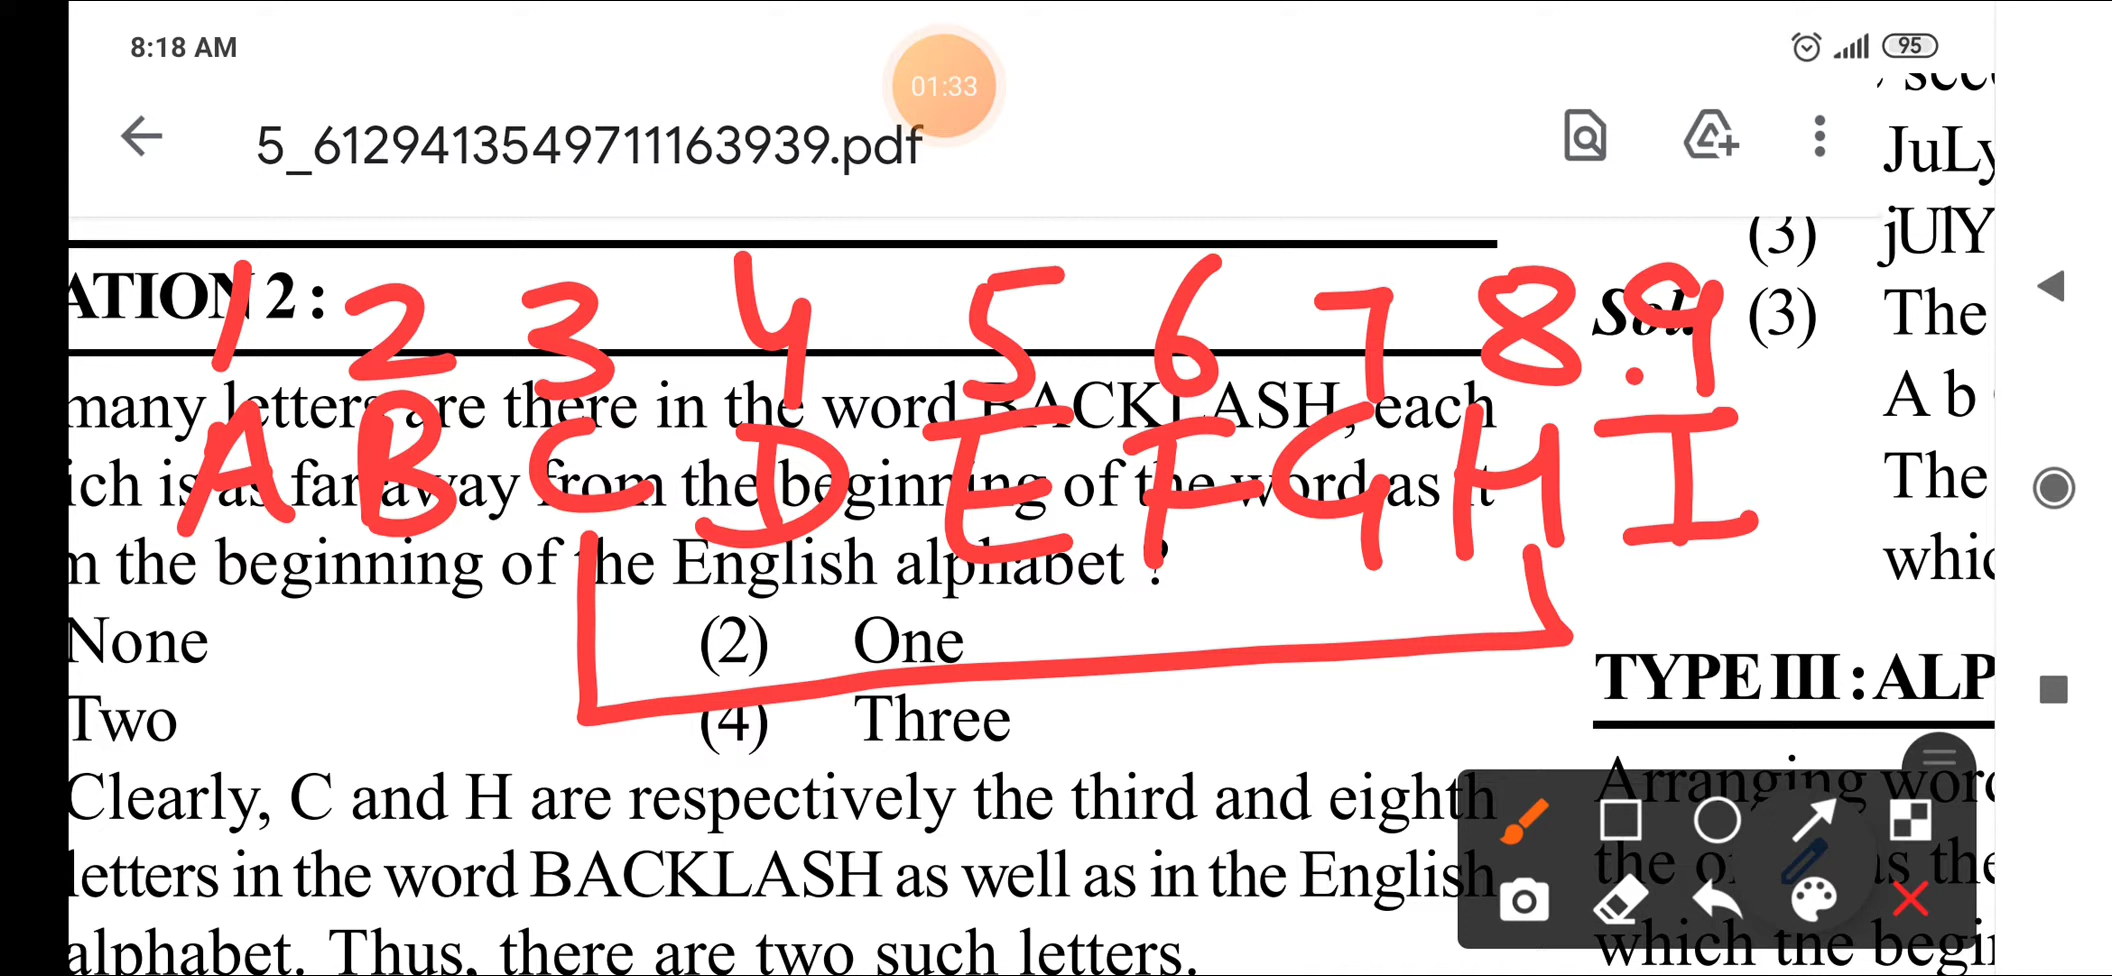 8:18 AM
01:33
95
5_6129413549711163939.pdf
JuLy
(3) jUlY
ATION 2 :
1 2 3 4 5 6 7 8 9
Sol. (3) The
many letters are there in the word BACKLASH, each
A b
A B C D E F G H I
ich is as far away from the beginning of the word as it
The
m the beginning of the English alphabet ?
whic
None (2) One
Two (4) Three
TYPE III : ALP
Clearly, C and H are respectively the third and eighth
Arranging word
letters in the word BACKLASH as well as in the English
the o as the
alphabet. Thus, there are two such letters.
which the begi